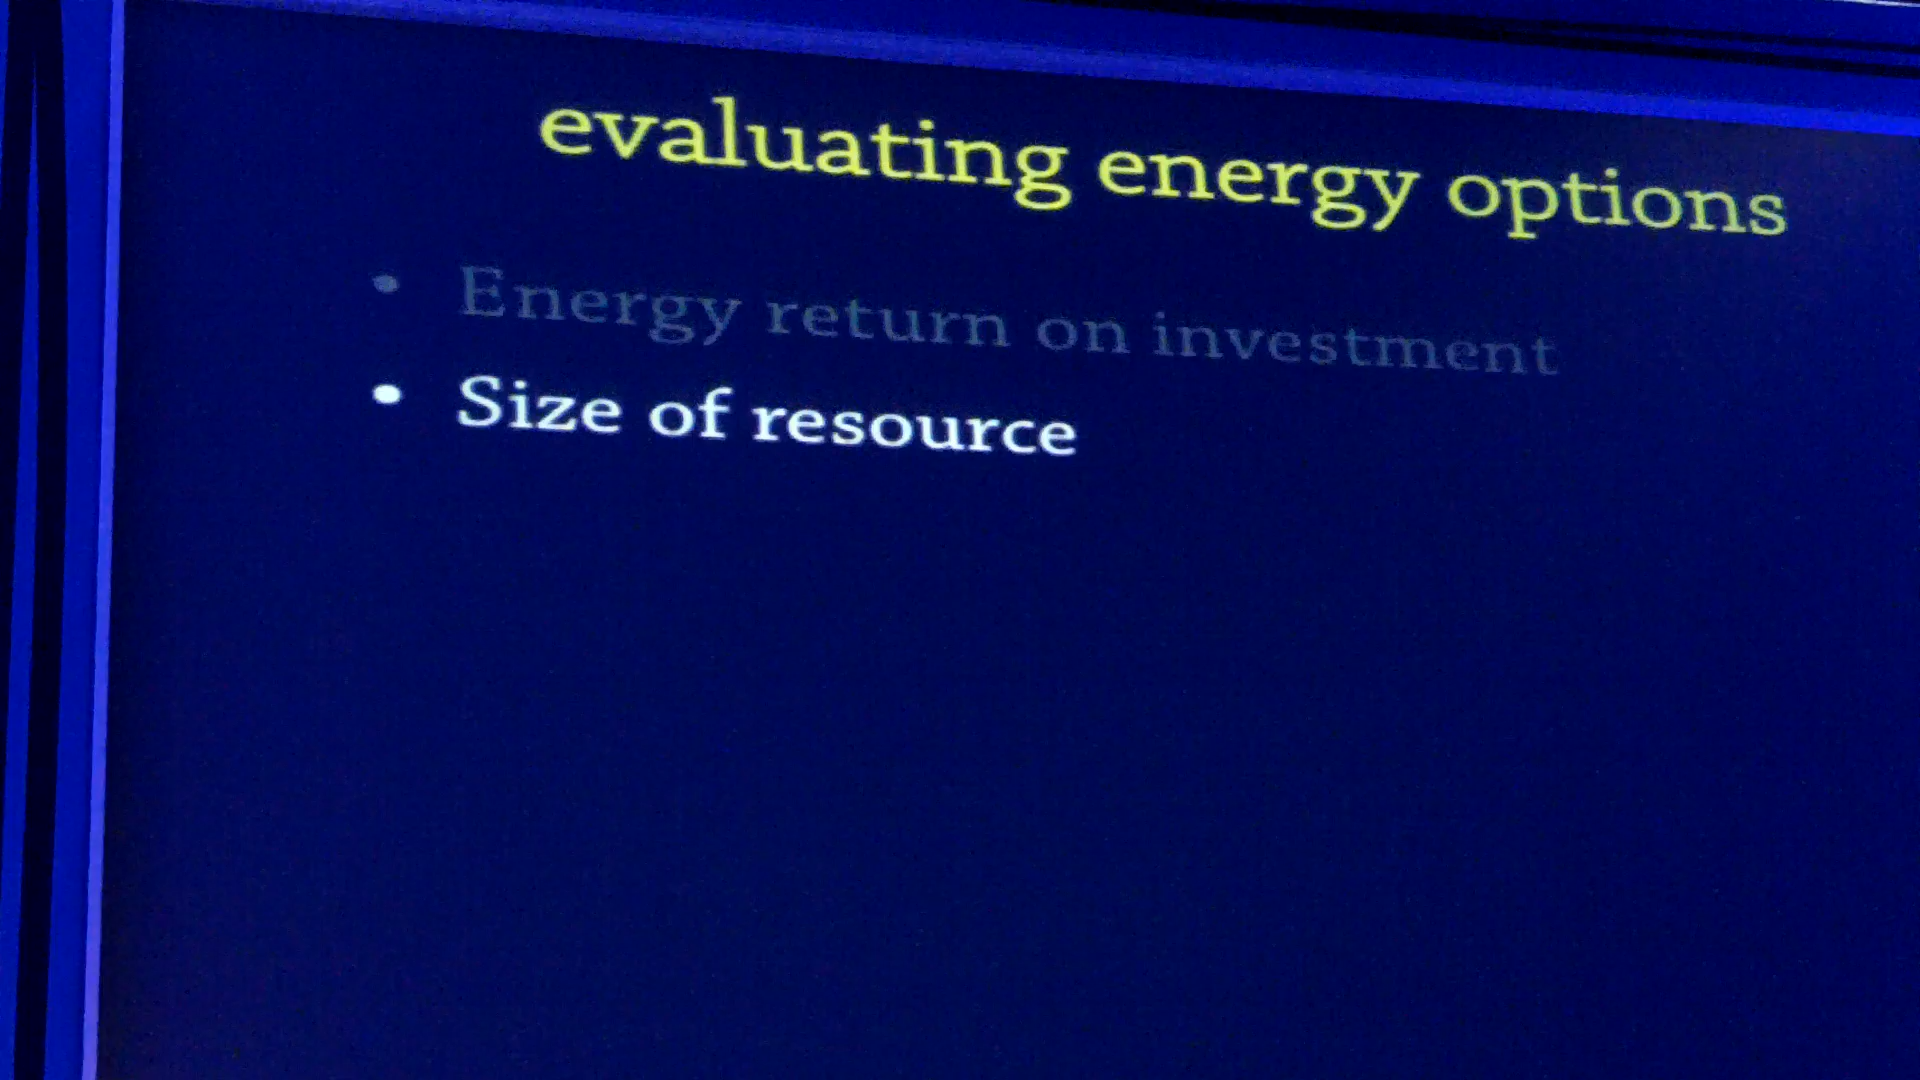 evaluating energy options
• Energy return on investment
• Size of resource